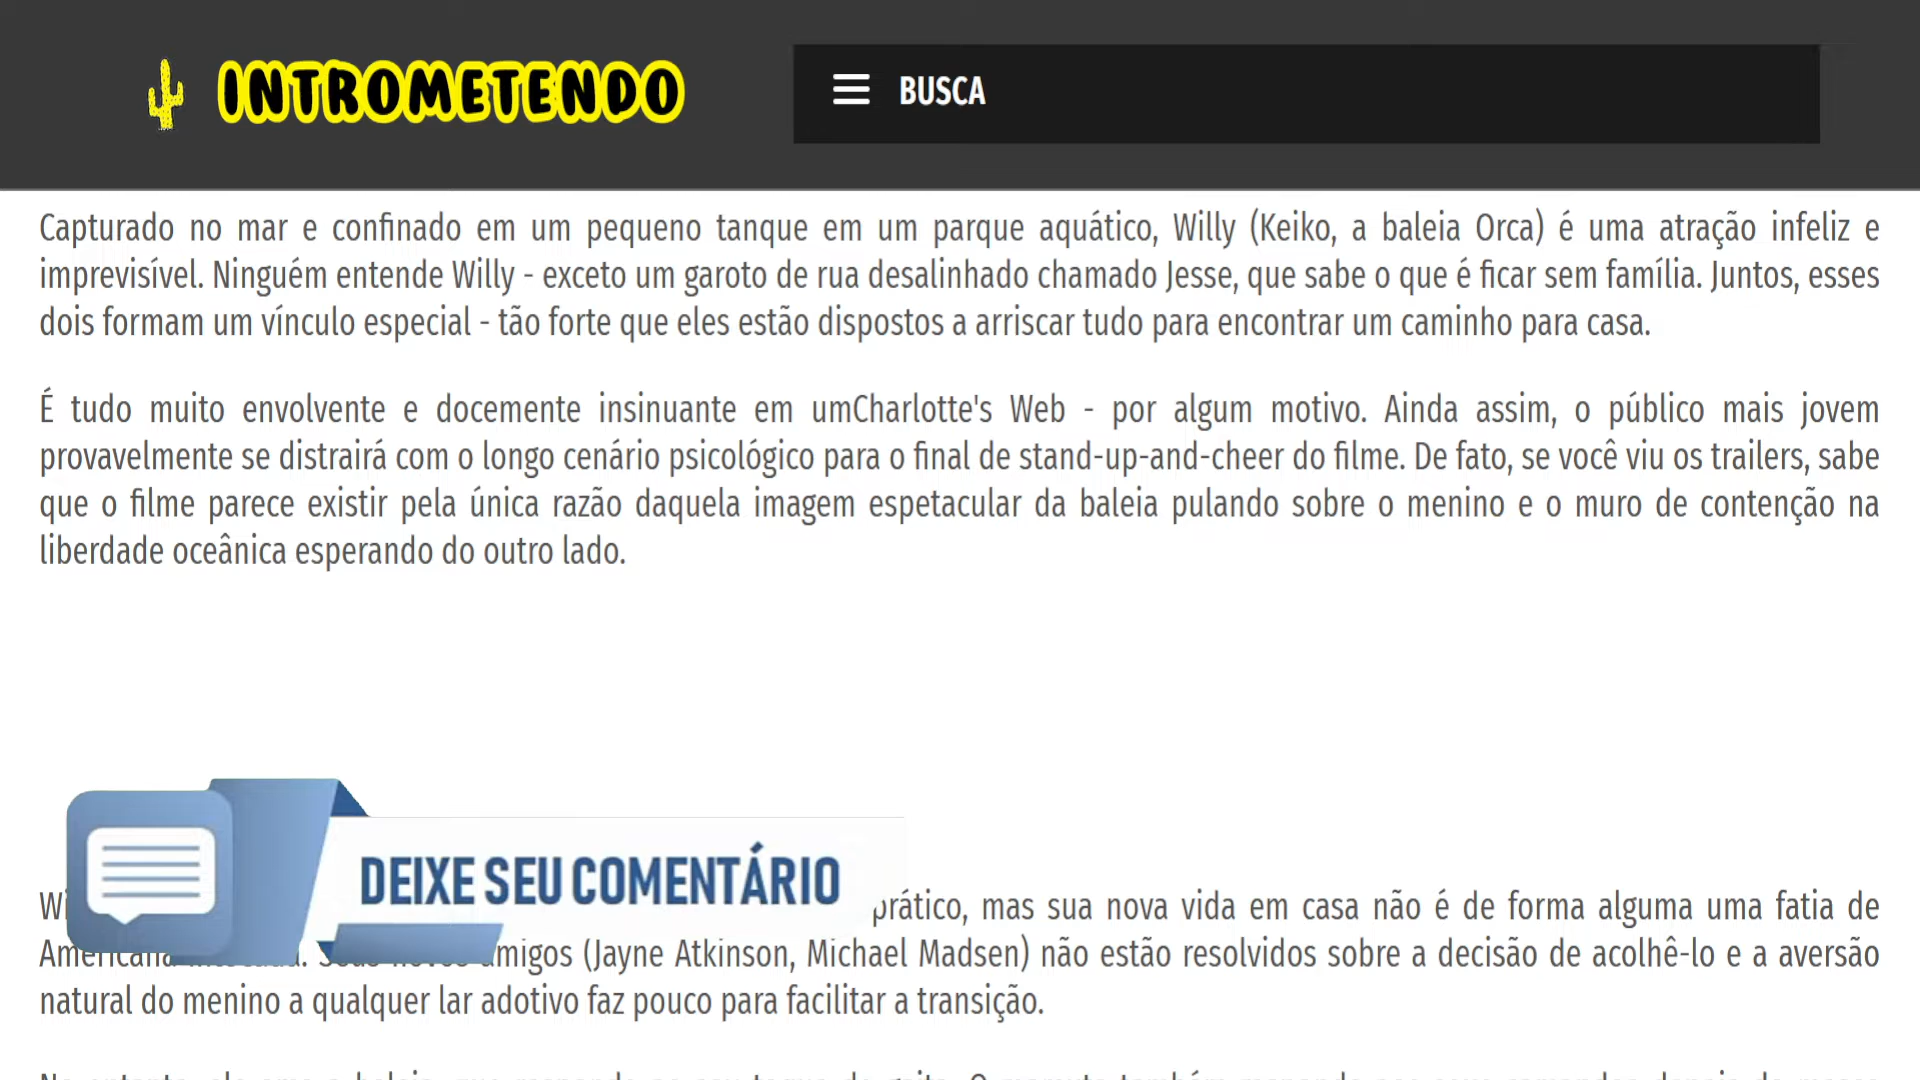 INTROMETENDO
BUSCA
Capturado no mar e confinado em um pequeno tanque em um parque aquático, Willy (Keiko, a baleia Orca) é uma atração infeliz e
imprevisível. Ninguém entende Willy - exceto um garoto de rua desalinhado chamado Jesse, que sabe o que é ficar sem família. Juntos, esses
dois formam um vínculo especial - tão forte que eles estão dispostos a arriscar tudo para encontrar um caminho para casa.
É tudo muito envolvente e docemente insinuante em umCharlotte's Web - por algum motivo. Ainda assim, o público mais jovem
provavelmente se distrairá com o longo cenário psicológico para o final de stand-up-and-cheer do filme. De fato, se você viu os trailers, sabe
que o filme parece existir pela única razão daquela imagem espetacular da baleia pulando sobre o menino e o muro de contenção na
liberdade oceânica esperando do outro lado.
DEIXE SEU COMENTÁRIO
prático, mas sua nova vida em casa não é de forma alguma uma fatia de
amigos (Jayne Atkinson, Michael Madsen) não estão resolvidos sobre a decisão de acolhê-lo e a aversão
natural do menino a qualquer lar adotivo faz pouco para facilitar a transição.